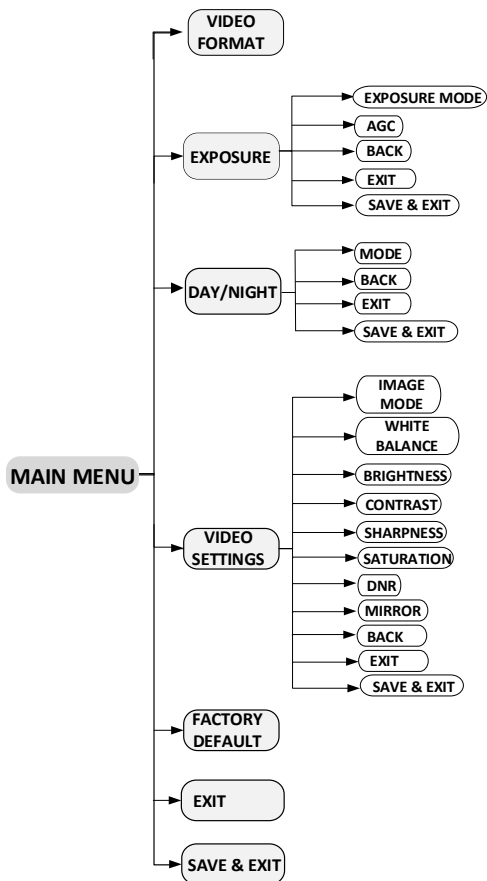 VIDEO
FORMAT
EXPOSURE MODE
AGC
EXPOSURE
BACK
EXIT
SAVE & EXIT
MODE
DAY/NIGHT
BACK
EXIT
SAVE & EXIT
IMAGE
MODE
WHITE
BALANCE
MAIN MENU
BRIGHTNESS
CONTRAST
SHARPNESS
VIDEO
SETTINGS
SATURATION
DNR
MIRROR
BACK
EXIT
SAVE & EXIT
FACTORY
DEFAULT
EXIT
SAVE & EXIT